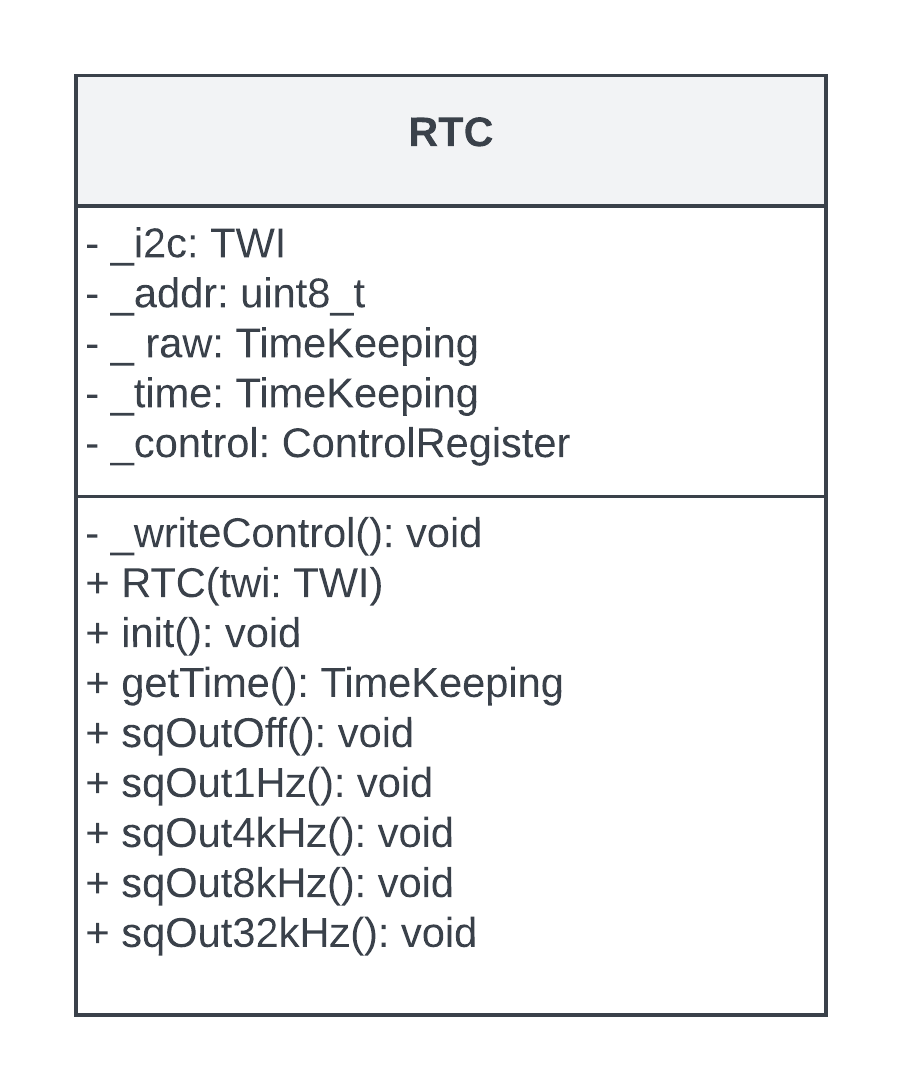 RTC
- _i2c: TWI
- _addr: uint8_t
- _ raw: TimeKeeping
- _time: TimeKeeping
- _control: ControlRegister
- _writeControl(): void
+ RTC(twi: TWI)
+ init(): void
+ getTime(): TimeKeeping
+ sqOutOff(): void
+ sqOut1Hz(): void
+ sqOut4kHz(): void
+ sqOut8kHz(): void
+ sqOut32kHz(): void